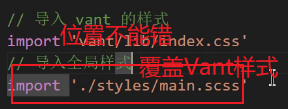 // 导入 vant 的样式
位置不能错
import 'vant/lib/index.css'
// 导入全局样式
覆盖Vant样式
import './styles/main.scss'